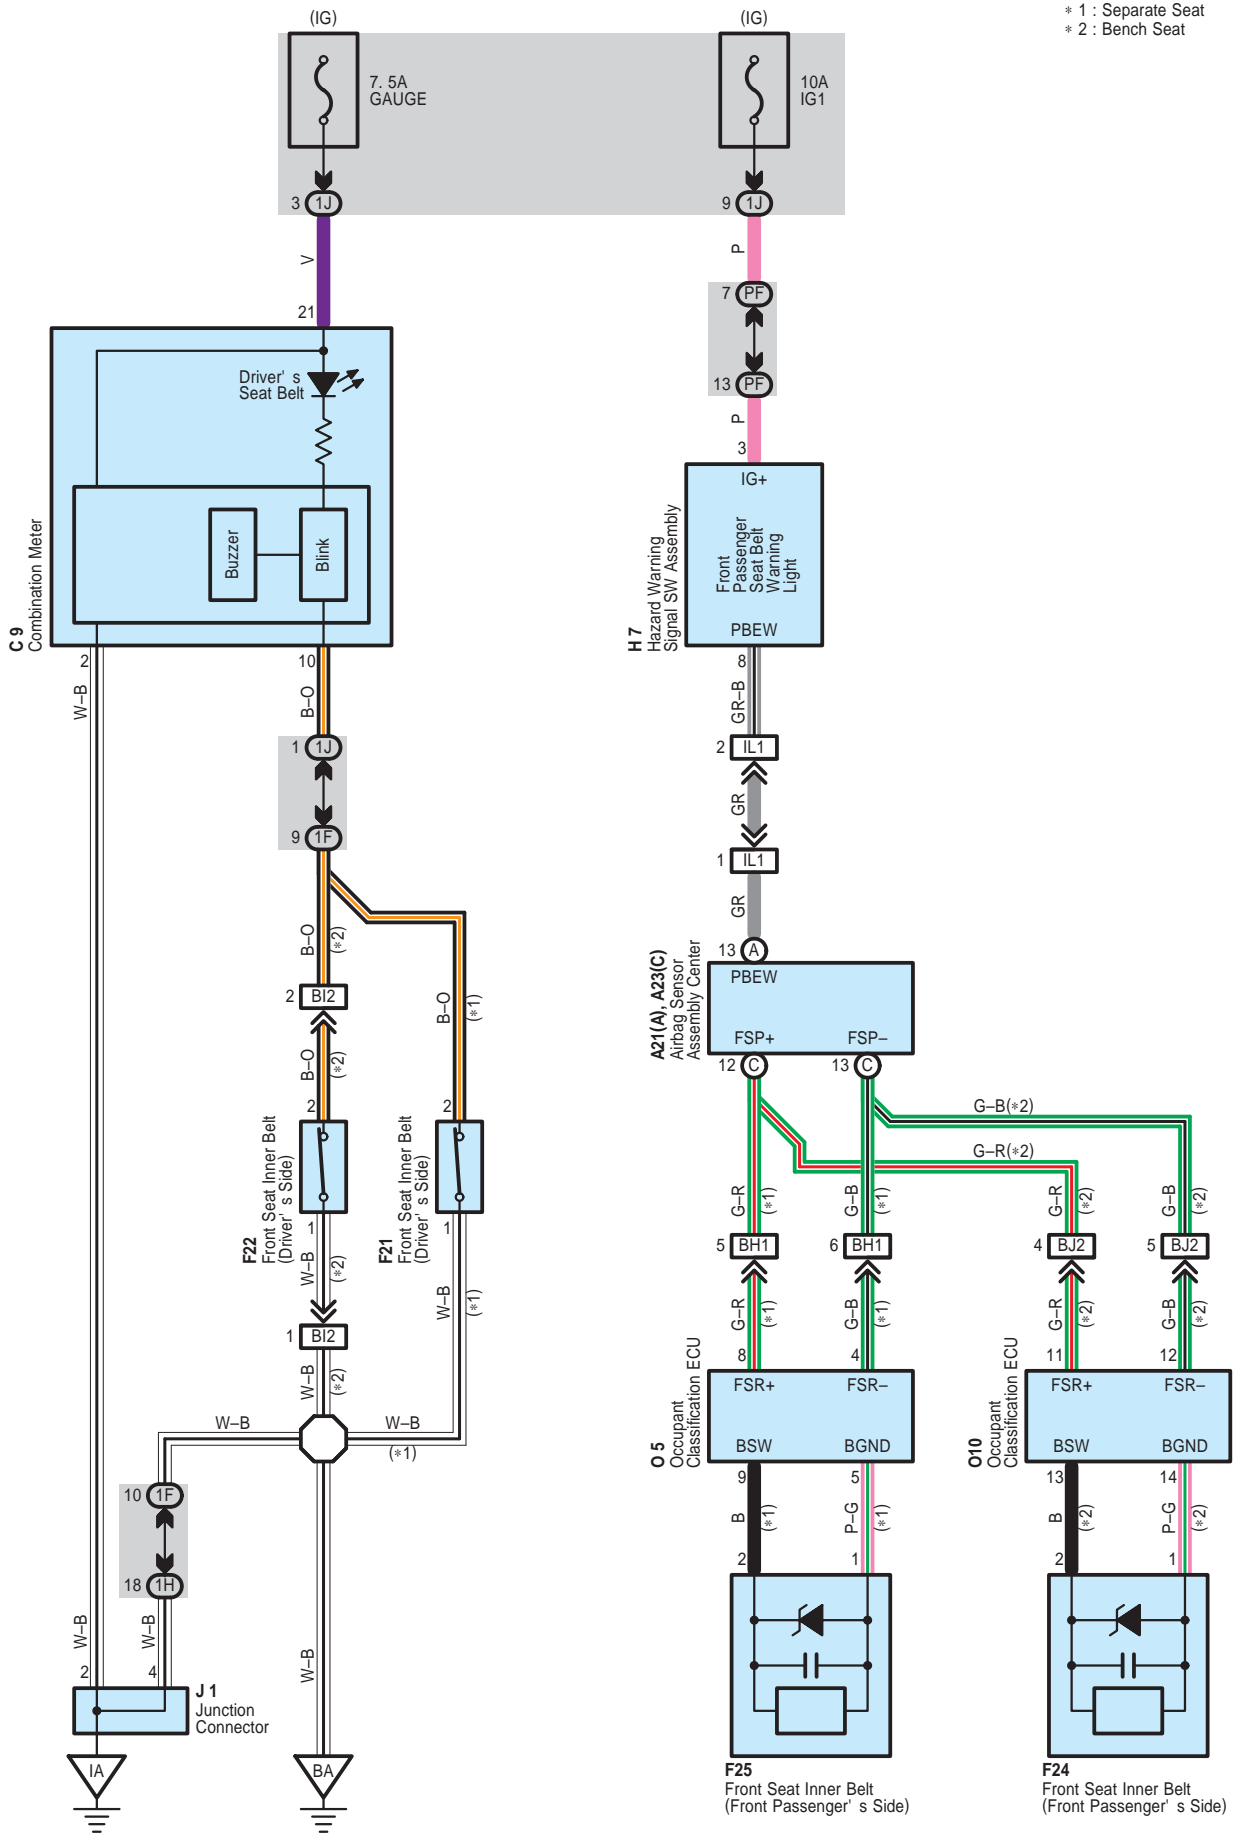 * 1 : Separate Seat
* 2 : Bench Seat
(IG)
(IG)
7. 5A
GAUGE
10A
IG1
3 1J
9 1J
V
P
21
7 PF
13 PF
P
3
Driver' s
Seat Belt
Buzzer
Blink
C 9
Combination Meter
IG+
Front
Passenger
Seat Belt
Warning
Light
PBEW
H 7
Hazard Warning
Signal SW Assembly
2
10
8
W–B
B–O
GR–B
1 1J
2 IL1
GR
9 1F
1 IL1
GR
B–O
(*2)
13 A
PBEW
FSP+
FSP–
A21(A), A23(C)
Airbag Sensor
Assembly Center
2 BI2
B–O
(*1)
B–O
(*2)
12 C
13 C
2
2
G–B(*2)
G–R(*2)
F22
Front Seat Inner Belt
(Driver' s Side)
F21
Front Seat Inner Belt
(Driver' s Side)
1
1
G–R
(*1)
G–B
(*1)
G–R
(*2)
G–B
(*2)
5 BH1
6 BH1
4 BJ2
5 BJ2
W–B
(*2)
W–B
(*1)
G–R
(*1)
G–B
(*1)
G–R
(*2)
G–B
(*2)
1 BI2
8
4
11
12
W–B
(*2)
FSR+
FSR–
BSW
BGND
O 5
Occupant
Classification ECU
FSR+
FSR–
BSW
BGND
O10
Occupant
Classification ECU
W–B
W–B
(*1)
9
5
13
14
10 1F
B
(*1)
P–G
(*1)
B
(*2)
P–G
(*2)
18 1H
2
1
2
1
W–B
W–B
W–B
2
4
J 1
Junction
Connector
IA
BA
F25
Front Seat Inner Belt
(Front Passenger' s Side)
F24
Front Seat Inner Belt
(Front Passenger' s Side)